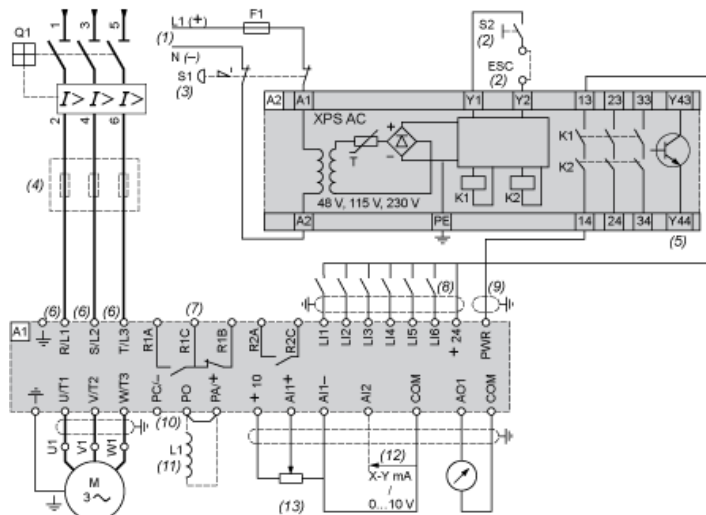 1 3 5
Q1
I> I> I>
2 4 6
(4)
L1 (+) F1
(1)
N (–)
S1
(3)
S2
(2)
ESC
(2)
A2 A1 Y1 Y2 13 23 33 Y43
XPS AC
+
T
–
K1
K2
K1 K2
48 V, 115 V, 230 V
A2 PE 14 24 34 Y44
(5)
(6) (6) (6) (7) (8) (9)
A1
R/L1 S/L2 T/L3 R1A R1C R1B R2A R2C LI1 LI2 LI3 LI4 LI5 LI6 + 24 PWR
U/T1 V/T2 W/T3 PC/– PO PA/+ + 10 AI1+ AI1– AI2 COM AO1 COM
(10)
U1 V1 W1
L1
(11)
M
3 ~
(12)
X-Y mA
/
0...10 V
(13)